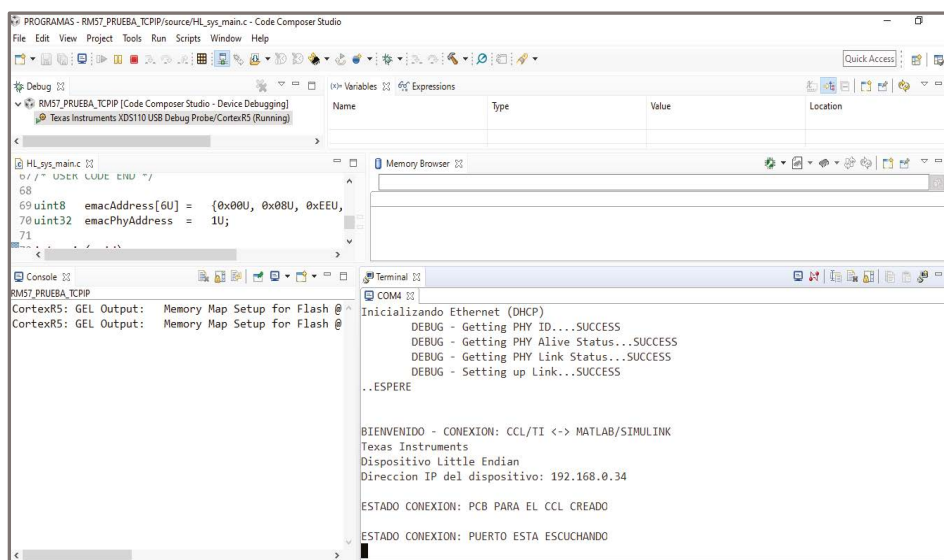 PROGRAMAS - RM57_PRUEBA_TCPIP/source/HL_sys_main.c - Code Composer Studio
File Edit View Project Tools Run Scripts Window Help
Quick Access
Debug
RM57_PRUEBA_TCPIP [Code Composer Studio - Device Debugging]
Texas Instruments XDS110 USB Debug Probe/CortexR5 (Running)
(x)= Variables Expressions
Name Type Value Location
HL_sys_main.c
67 /* USER CODE END */
68
69 uint8 emacAddress[6U] = {0x00U, 0x08U, 0xEEU,
70 uint32 emacPhyAddress = 1U;
71
Memory Browser
Console
RM57_PRUEBA_TCPIP
CortexR5: GEL Output: Memory Map Setup for Flash @
CortexR5: GEL Output: Memory Map Setup for Flash @
Terminal
COM4
Inicializando Ethernet (DHCP)
DEBUG - Getting PHY ID....SUCCESS
DEBUG - Getting PHY Alive Status...SUCCESS
DEBUG - Getting PHY Link Status...SUCCESS
DEBUG - Setting up Link...SUCCESS
..ESPERE
BIENVENIDO - CONEXION: CCL/TI <-> MATLAB/SIMULINK
Texas Instruments
Dispositivo Little Endian
Direccion IP del dispositivo: 192.168.0.34
ESTADO CONEXION: PCB PARA EL CCL CREADO
ESTADO CONEXION: PUERTO ESTA ESCUCHANDO